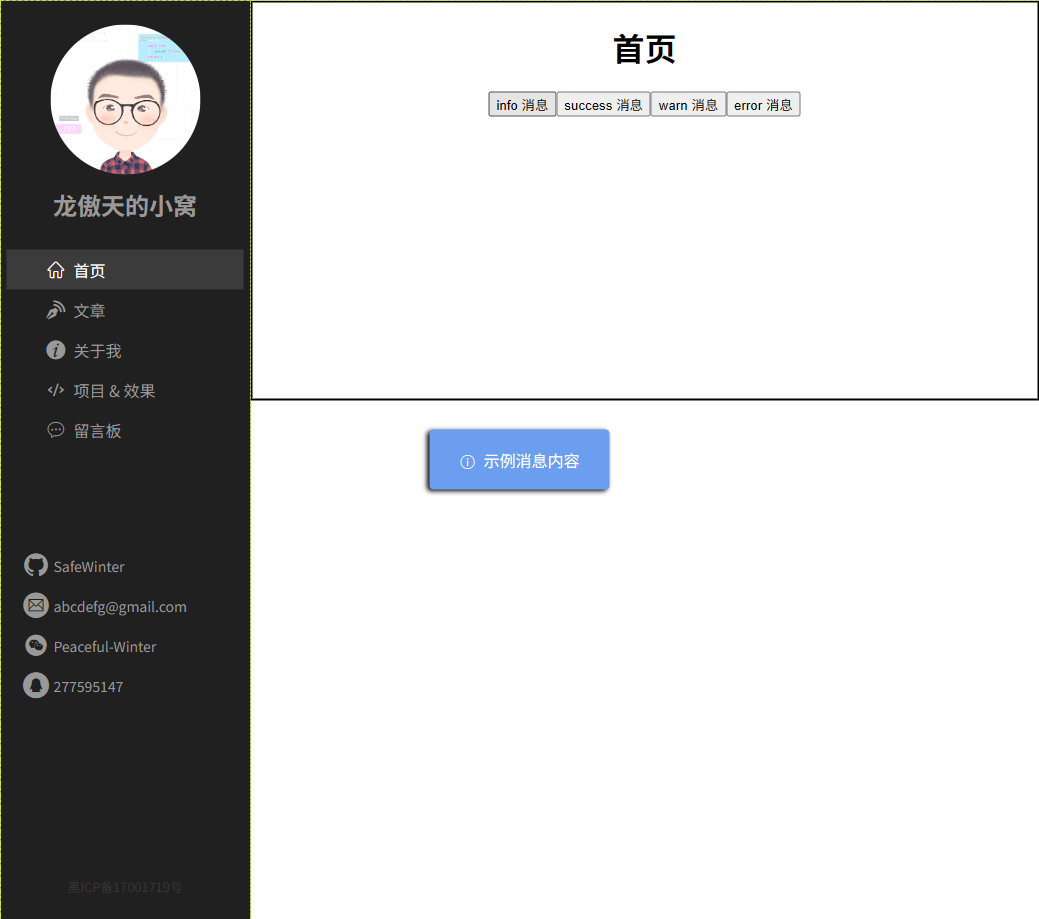 龙傲天的小窝
首页
文章
关于我
项目 & 效果
留言板
SafeWinter
abcdefg@gmail.com
Peaceful-Winter
277595147
黑ICP备17001719号
首页
info 消息 success 消息 warn 消息 error 消息
示例消息内容